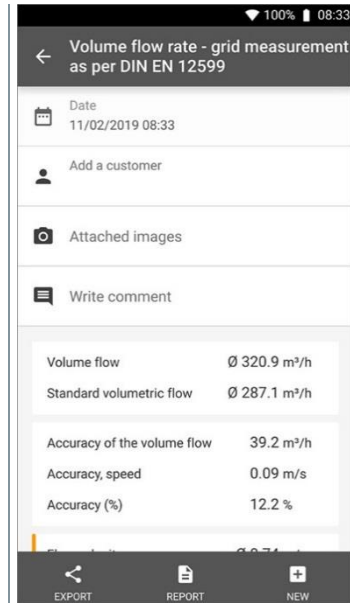 100% 08:33
Volume flow rate - grid measurement
as per DIN EN 12599
Date
11/02/2019 08:33
Add a customer
Attached images
Write comment
Volume flow Ø 320.9 m³/h
Standard volumetric flow Ø 287.1 m³/h
Accuracy of the volume flow 39.2 m³/h
Accuracy, speed 0.09 m/s
Accuracy (%) 12.2 %
EXPORT REPORT NEW